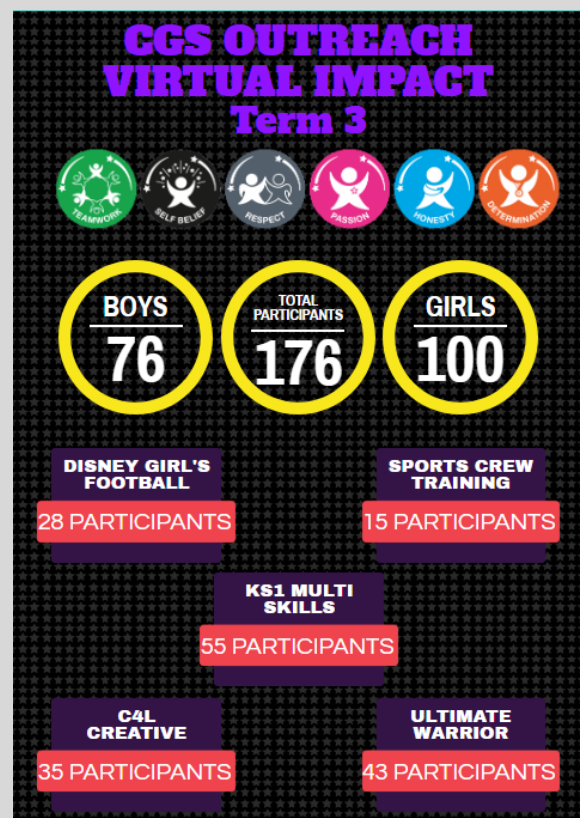 CGS OUTREACH
VIRTUAL IMPACT
Term 3
TEAMWORK
SELF BELIEF
RESPECT
PASSION
HONESTY
DETERMINATION
BOYS
76
TOTAL
PARTICIPANTS
176
GIRLS
100
DISNEY GIRL'S
FOOTBALL
28 PARTICIPANTS
SPORTS CREW
TRAINING
15 PARTICIPANTS
KS1 MULTI
SKILLS
55 PARTICIPANTS
C4L
CREATIVE
35 PARTICIPANTS
ULTIMATE
WARRIOR
43 PARTICIPANTS